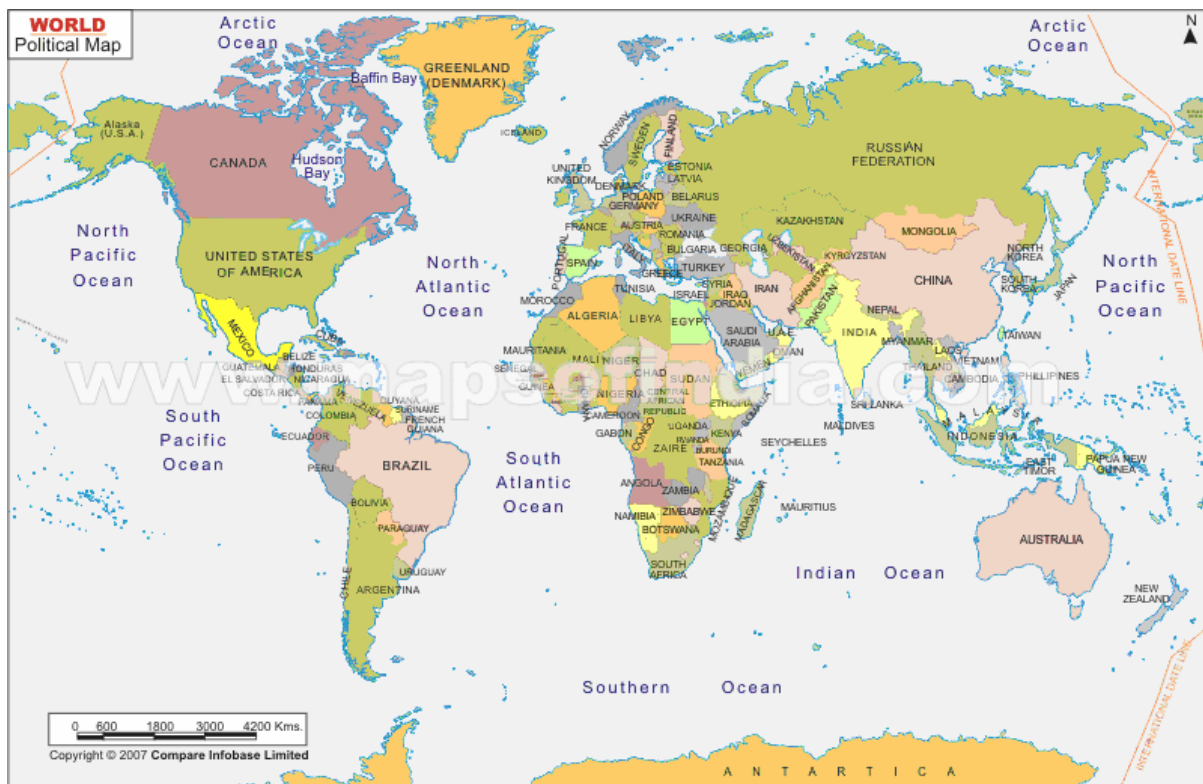 WORLD
Political Map
Arctic
Ocean
Arctic
Ocean
N
Baffin Bay
GREENLAND
(DENMARK)
Alaska
(U.S.A.)
ICELAND
NORWAY
SWEDEN
FINLAND
RUSSIAN
FEDERATION
CANADA
Hudson
Bay
UNITED
KINGDOM
ESTONIA
LATVIA
DENMARK
POLAND
BELARUS
GERMANY
UKRAINE
FRANCE
AUSTRIA
ROMANIA
KAZAKHSTAN
MONGOLIA
INTERNATIONAL DATE LINE
North
Pacific
Ocean
UNITED STATES
OF AMERICA
North
Atlantic
Ocean
PORTUGAL
SPAIN
ITALY
BULGARIA
GEORGIA
UZBEKISTAN
KYRGYZSTAN
NORTH
KOREA
SOUTH
KOREA
JAPAN
North
Pacific
Ocean
GREECE
TURKEY
TUNISIA
SYRIA
IRAQ
IRAN
AFGHANISTAN
CHINA
MOROCCO
ISRAEL
JORDAN
PAKISTAN
NEPAL
ALGERIA
LIBYA
EGYPT
SAUDI
ARABIA
U.A.E.
OMAN
INDIA
MYANMAR
TAIWAN
MEXICO
CUBA
MAURITANIA
MALI
NIGER
CHAD
SUDAN
YEMEN
LAOS
THAILAND
VIETNAM
CAMBODIA
PHILIPPINES
www.mapsofindia.com
BELIZE
GUATEMALA
HONDURAS
EL SALVADOR
NICARAGUA
COSTA RICA
PANAMA
SENEGAL
GUINEA
GHANA
NIGERIA
CENTRAL
AFRICAN
REPUBLIC
ETHIOPIA
SOMALIA
SRI LANKA
MALDIVES
MALAYSIA
VENEZUELA
GUYANA
SURINAME
FRENCH
GUIANA
COLOMBIA
CAMEROON
GABON
CONGO
UGANDA
KENYA
RWANDA
BURUNDI
SEYCHELLES
INDONESIA
South
Pacific
Ocean
ECUADOR
PERU
BRAZIL
South
Atlantic
Ocean
ZAIRE
TANZANIA
EAST
TIMOR
PAPUA NEW
GUINEA
BOLIVIA
ANGOLA
ZAMBIA
MOZAMBIQUE
MADAGASCAR
MAURITIUS
PARAGUAY
NAMIBIA
ZIMBABWE
BOTSWANA
AUSTRALIA
CHILE
URUGUAY
ARGENTINA
SOUTH
AFRICA
Indian Ocean
NEW
ZEALAND
Southern Ocean
INTERNATIONAL DATE LINE
0 600 1800 3000 4200 Kms.
Copyright © 2007 Compare Infobase Limited
ANTARTICA